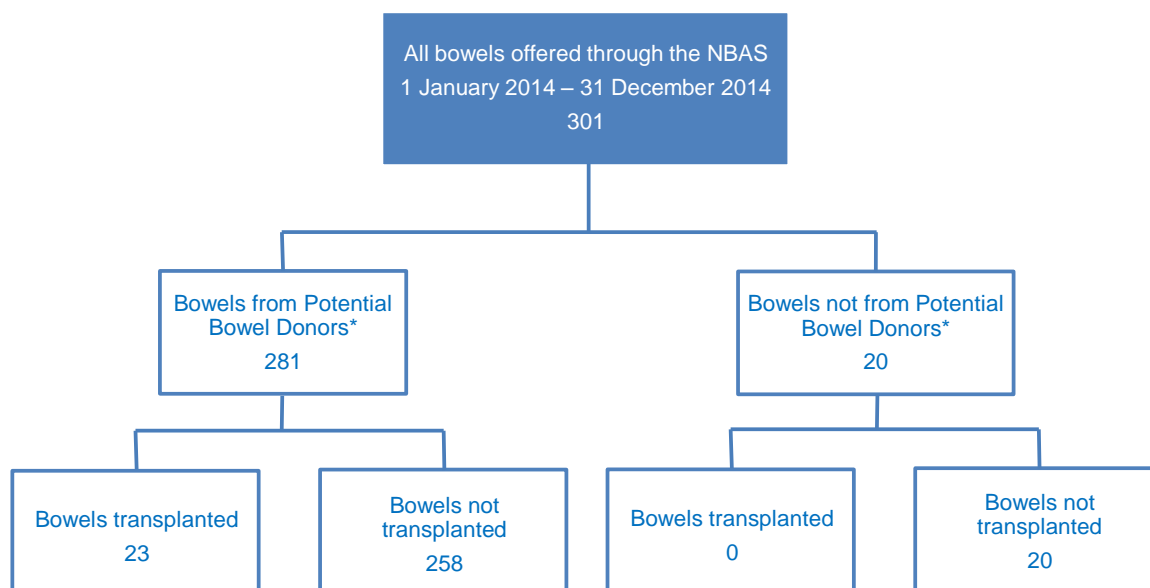 All bowels offered through the NBAS
1 January 2014 – 31 December 2014
301
Bowels from Potential
Bowel Donors*
281
Bowels not from Potential
Bowel Donors*
20
Bowels transplanted
23
Bowels not
transplanted
258
Bowels transplanted
0
Bowels not
transplanted
20